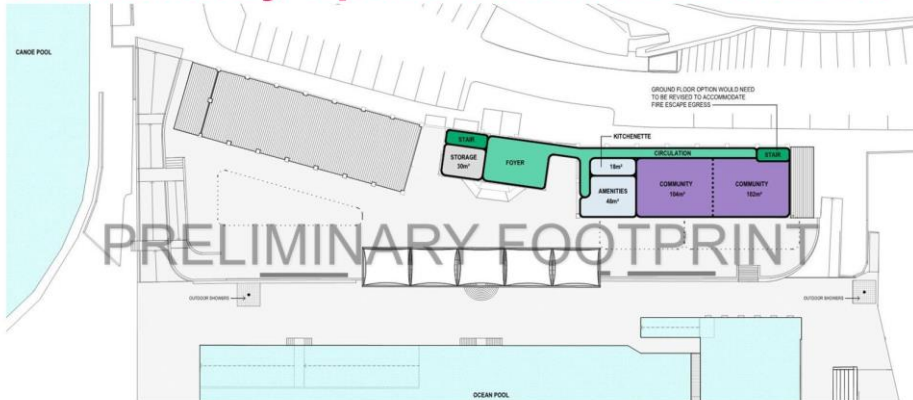 CANOE POOL
GROUND FLOOR OPTION WOULD NEED
TO BE REVISED TO ACCOMMODATE
FIRE ESCAPE EGRESS
KITCHENETTE
STAIR
CIRCULATION
STAIR
STORAGE
30m²
FOYER
18m²
AMENITIES
48m²
COMMUNITY
104m²
COMMUNITY
102m²
PRELIMINARY FOOTPRINT
OUTDOOR SHOWERS
OUTDOOR SHOWERS
OCEAN POOL